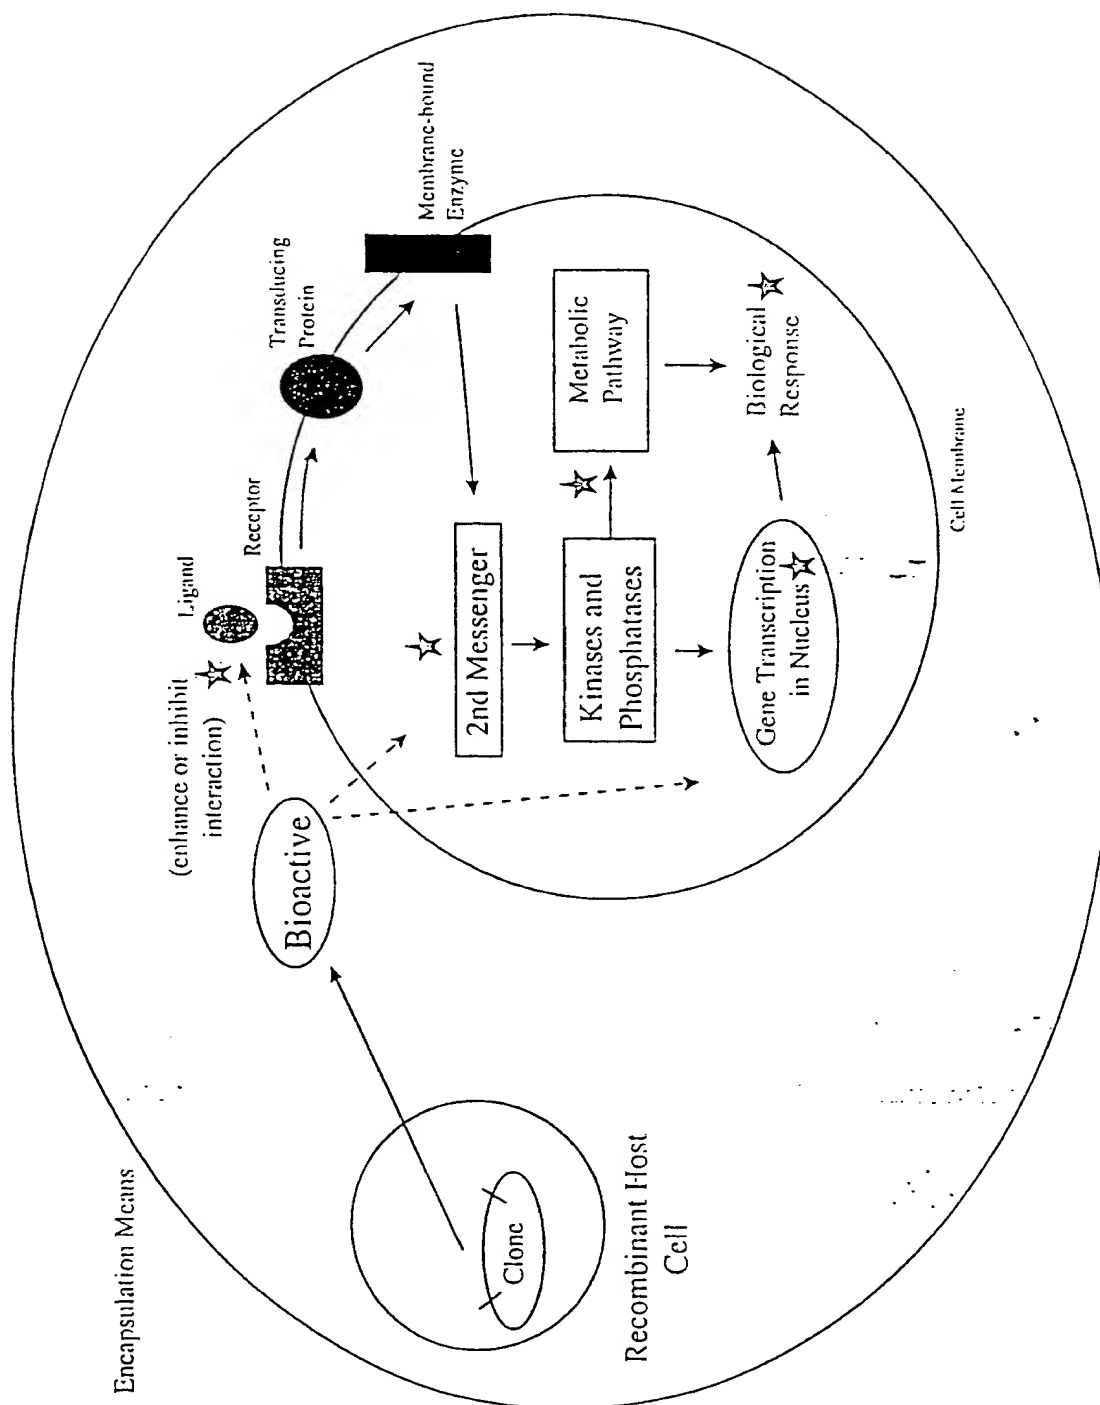 Encapsulation Means
(enhance or inhibit
interaction)
Ligand
Receptor
Transducing
Protein
Membrane-bound
Enzyme
Bioactive
2nd Messenger
Kinases and
Phosphatases
Metabolic
Pathway
Gene Transcription
in Nucleus
Biological
Response
Cell Membrane
Clone
Recombinant Host
Cell